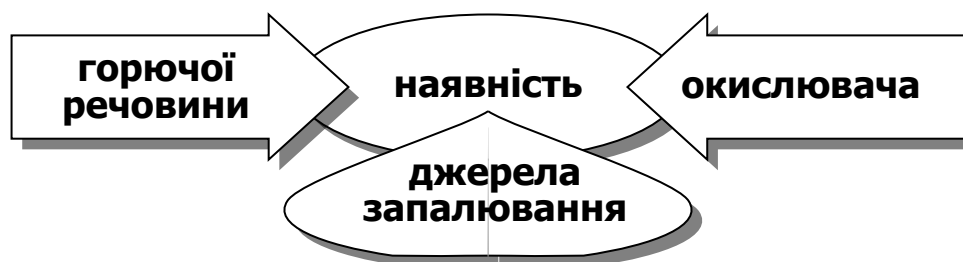 горючої
речовини
наявність
окислювача
джерела
запалювання